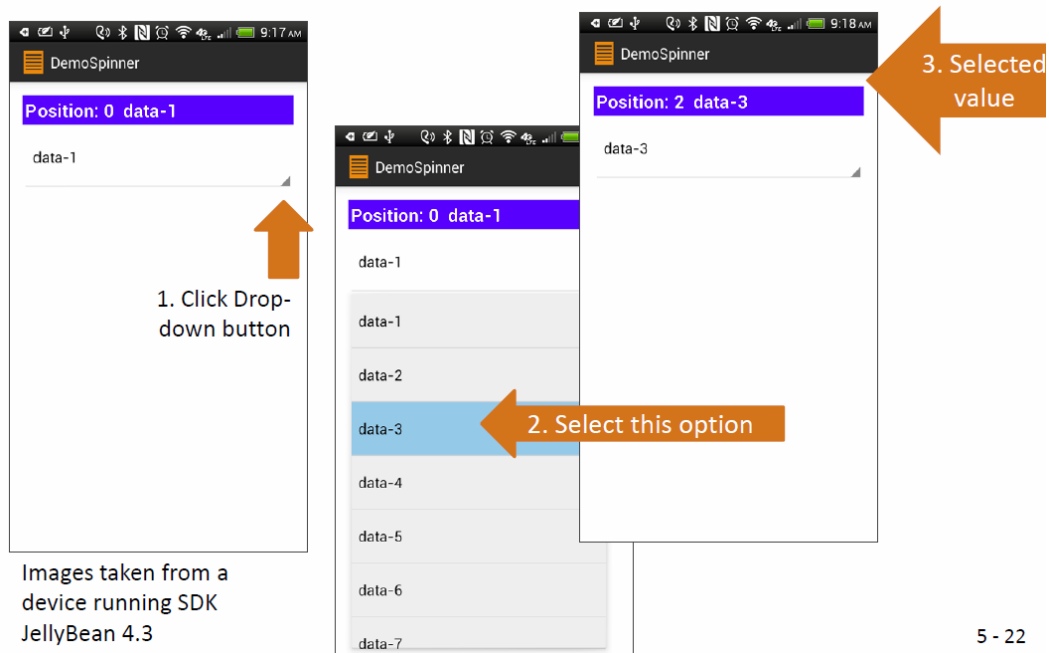 9:17 AM
DemoSpinner
Position: 0 data-1
data-1
1. Click Drop-
down button
Images taken from a
device running SDK
JellyBean 4.3
DemoSpinner
Position: 0 data-1
data-1
data-1
data-2
data-3
data-4
data-5
data-6
data-7
2. Select this option
9:18 AM
DemoSpinner
Position: 2 data-3
data-3
3. Selected
value
5 - 22